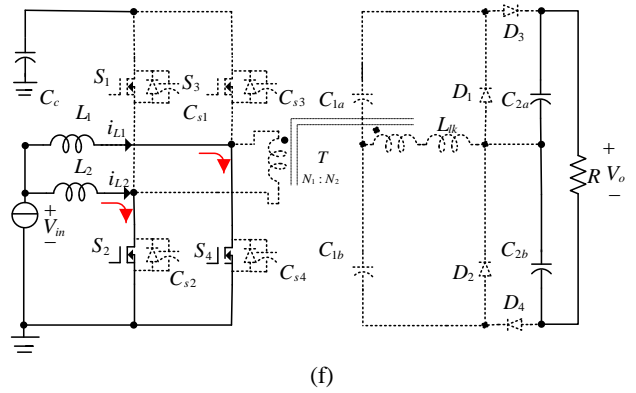 D3
S1
S3
Cc
Cs1
Cs3
C1a
D1
C2a
L1
Llk
iL1
T
L2
N1 : N2
R
+
Vo
−
iL2
+
Vin
−
S2
S4
C1b
C2b
Cs2
Cs4
D2
D4
(f)